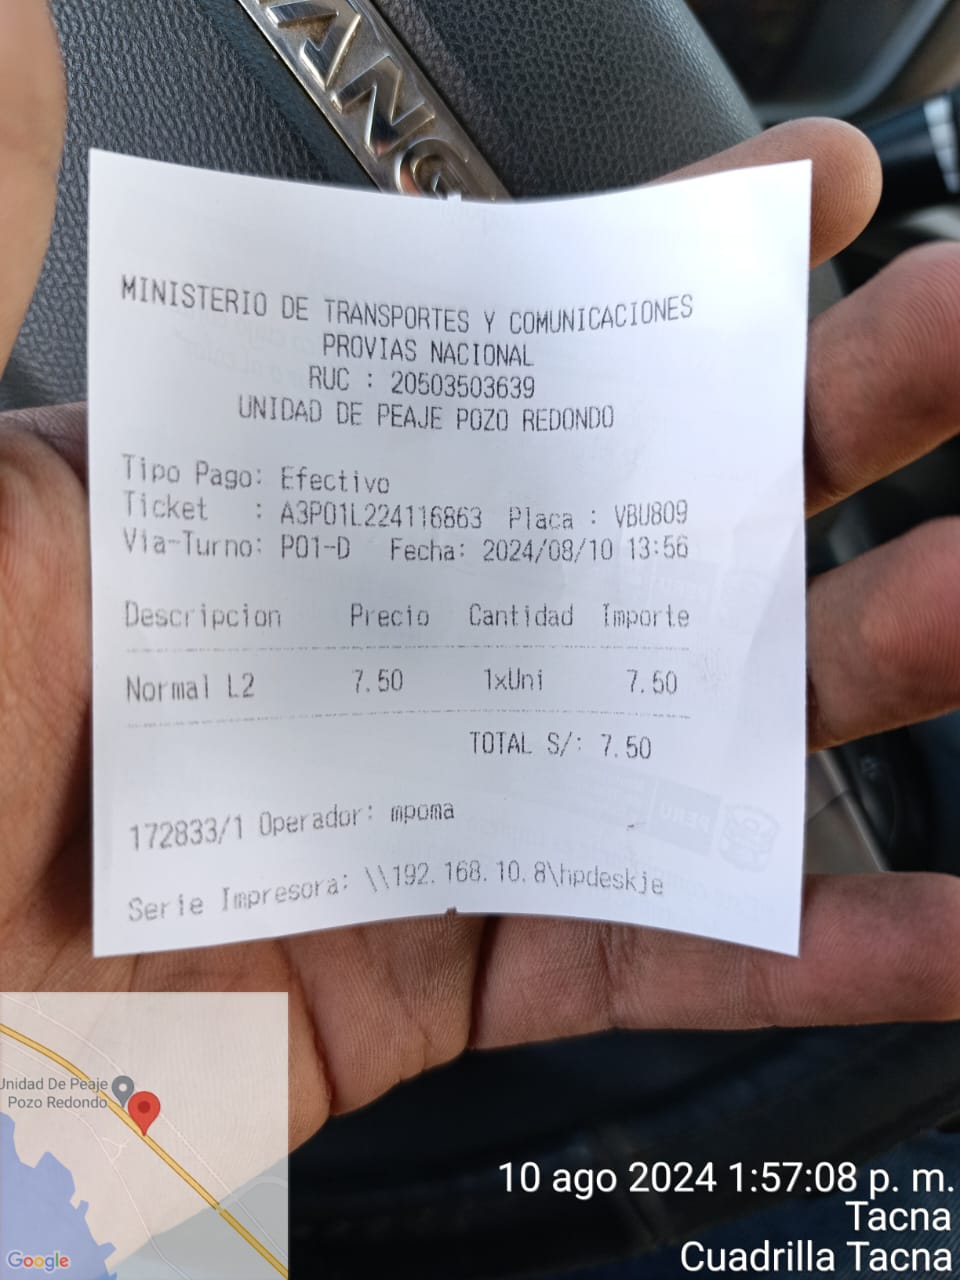 ANG
MINISTERIO DE TRANSPORTES Y COMUNICACIONES
PROVIAS NACIONAL
RUC : 20503503639
UNIDAD DE PEAJE POZO REDONDO
Tipo Pago: Efectivo
Ticket : A3P01L224116863 Placa : VBU809
Via-Turno: P01-D Fecha: 2024/08/10 13:56
Descripcion Precio Cantidad Importe
Normal L2 7.50 1xUni 7.50
TOTAL S/: 7.50
172833/1 Operador: mpoma
Serie Impresora: \\192.168.10.8\hpdeskje
PERÚ
Unidad De Peaje
Pozo Redondo
Google
10 ago 2024 1:57:08 p. m.
Tacna
Cuadrilla Tacna